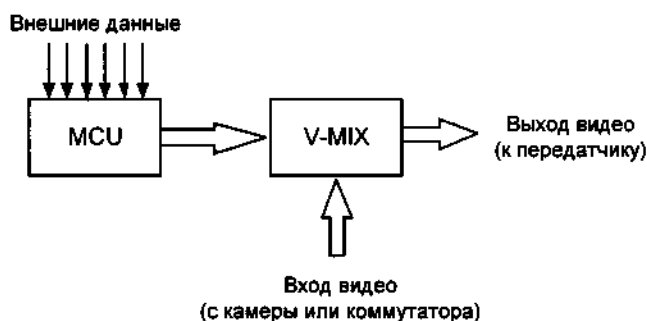 Внешние данные
MCU
V-MIX
Выход видео
(к передатчику)
Вход видео
(с камеры или коммутатора)